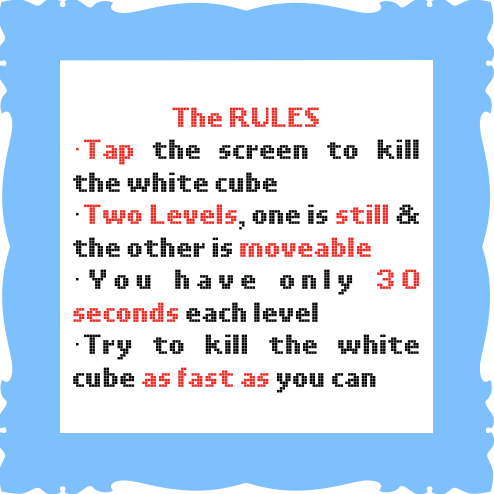 The RULES
·Tap the screen to kill
the white cube
·Two Levels, one is still &
the other is moveable
·You have only 30
seconds each level
·Try to kill the white
cube as fast as you can